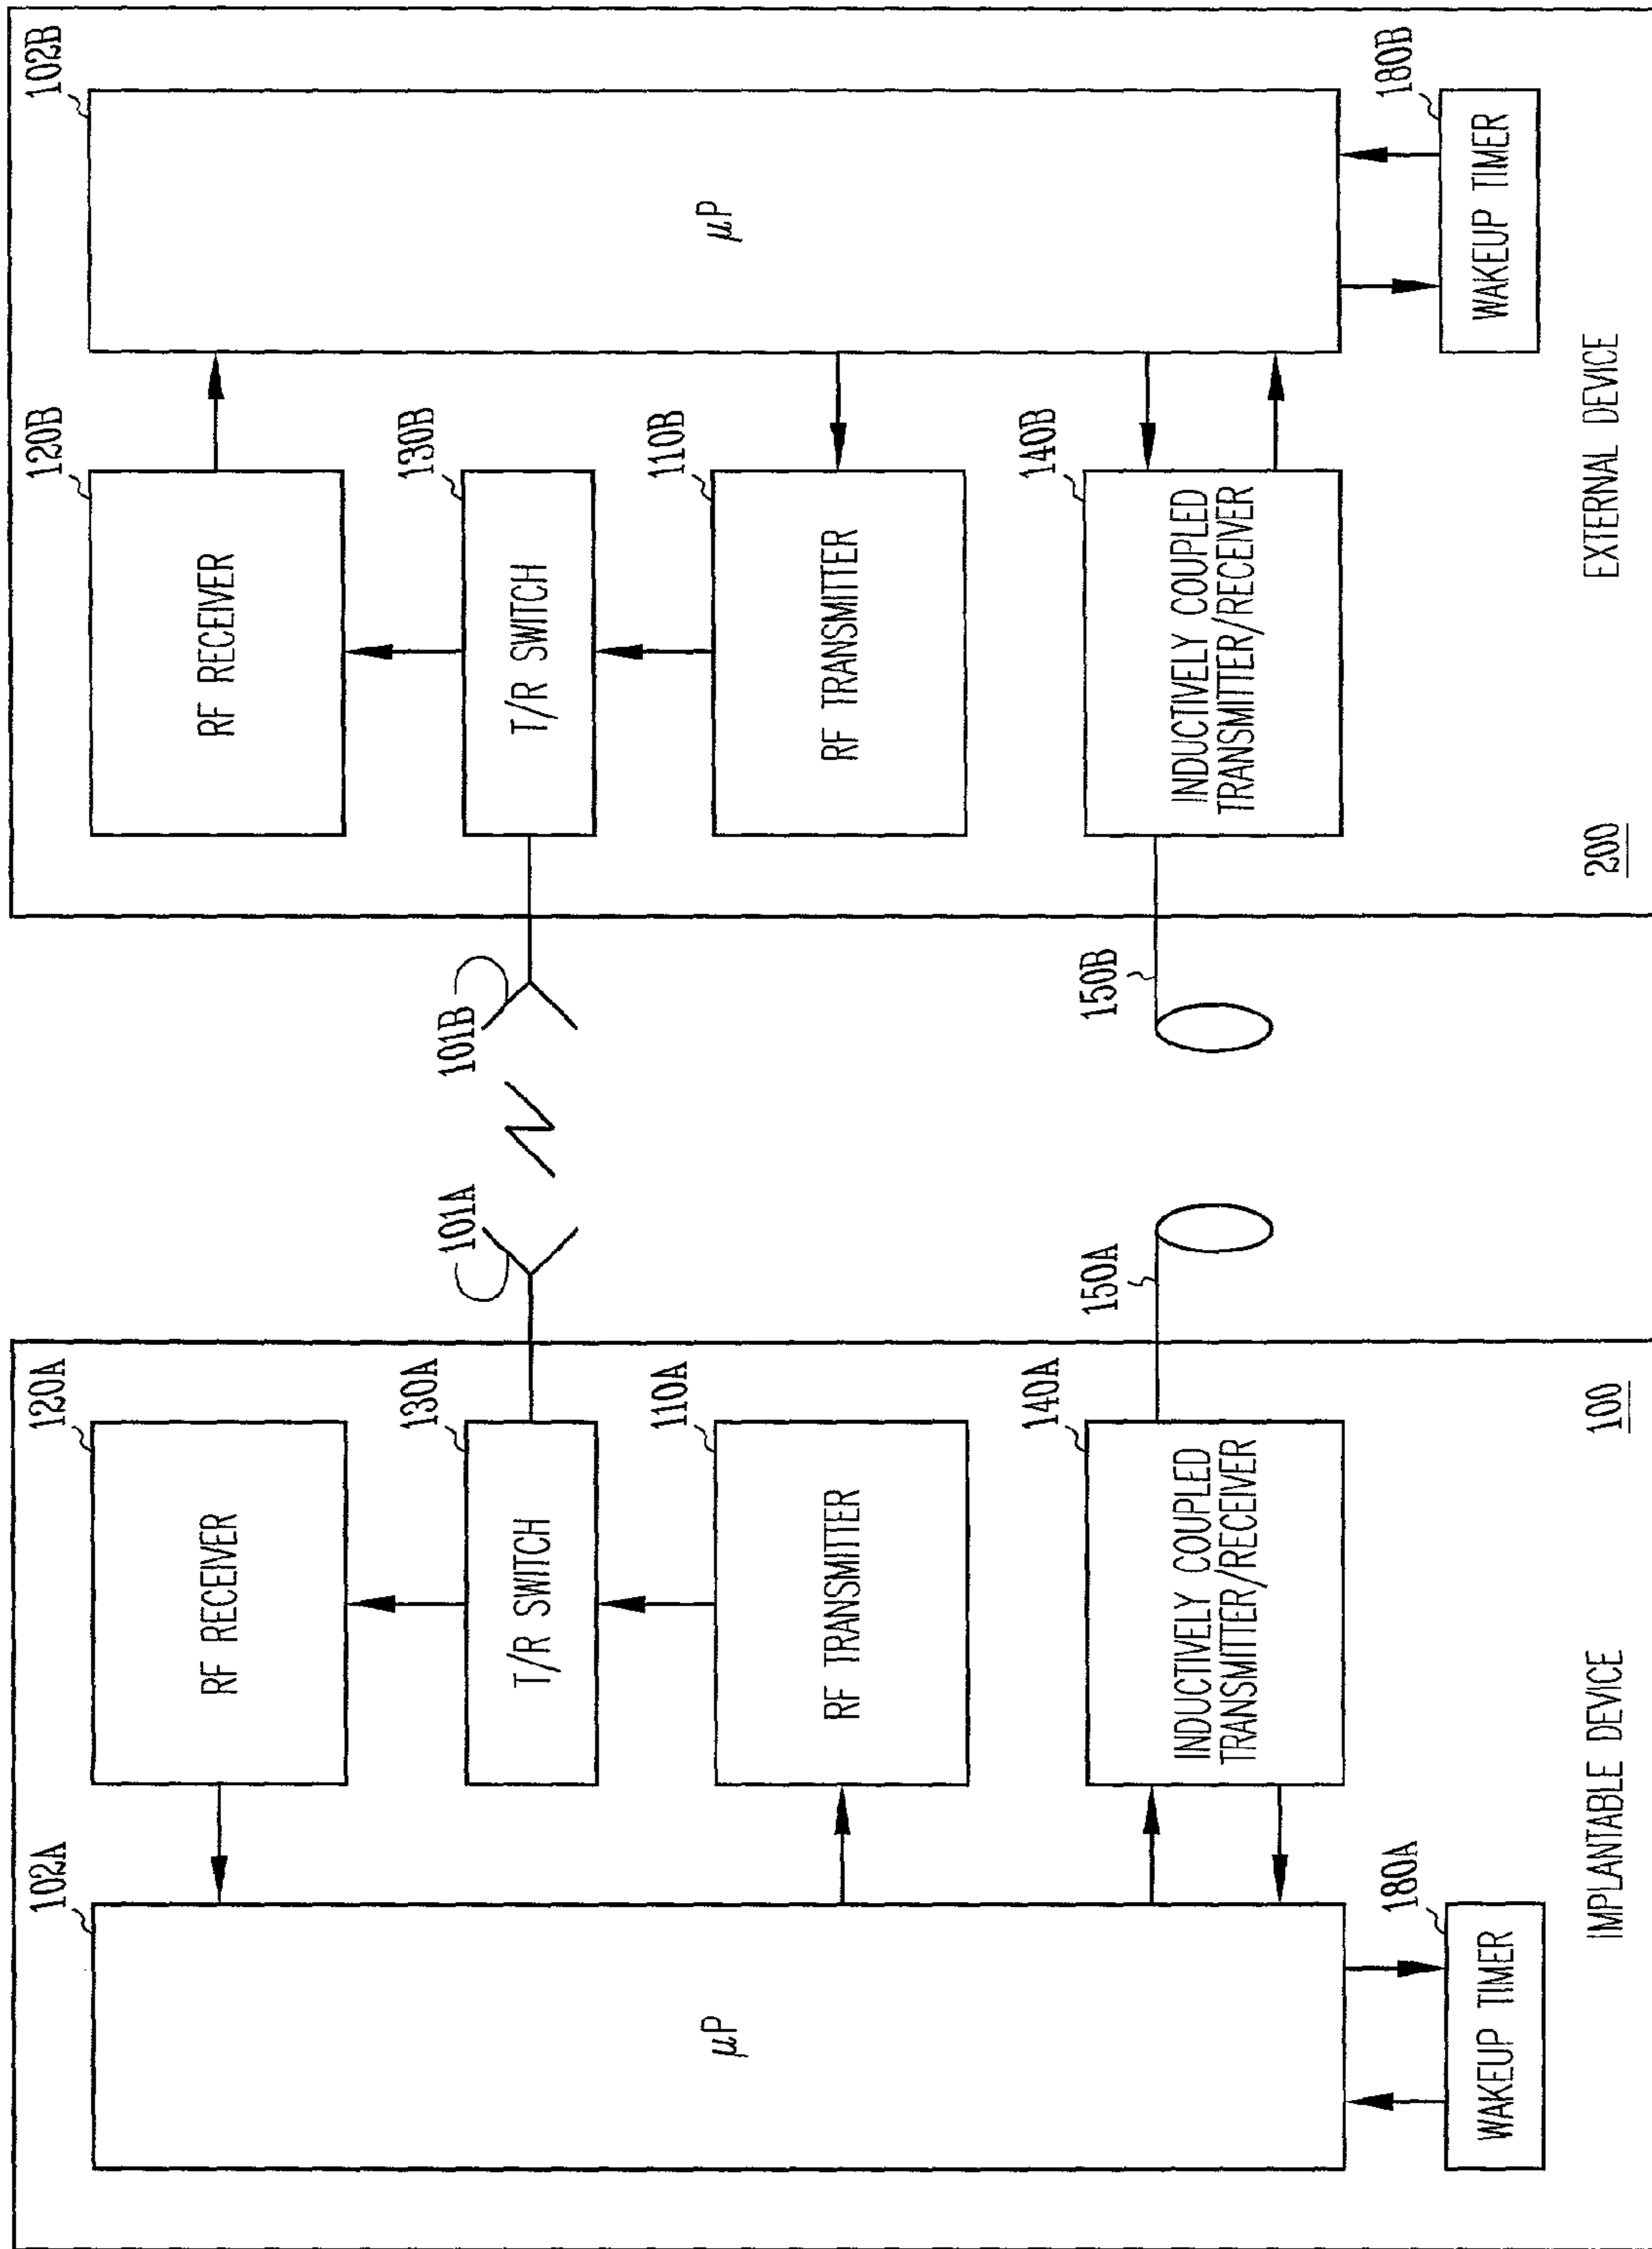 102A
μP
180A
WAKEUP TIMER
120A
RF RECEIVER
130A
T/R SWITCH
110A
RF TRANSMITTER
140A
INDUCTIVELY COUPLED
TRANSMITTER/RECEIVER
IMPLANTABLE DEVICE
100
101A
150A
101B
150B
120B
RF RECEIVER
130B
T/R SWITCH
110B
RF TRANSMITTER
140B
INDUCTIVELY COUPLED
TRANSMITTER/RECEIVER
102B
μP
180B
WAKEUP TIMER
200
EXTERNAL DEVICE